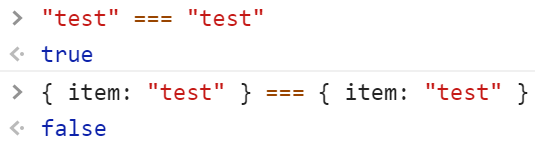 > "test" === "test"
< true
> { item: "test" } === { item: "test" }
< false